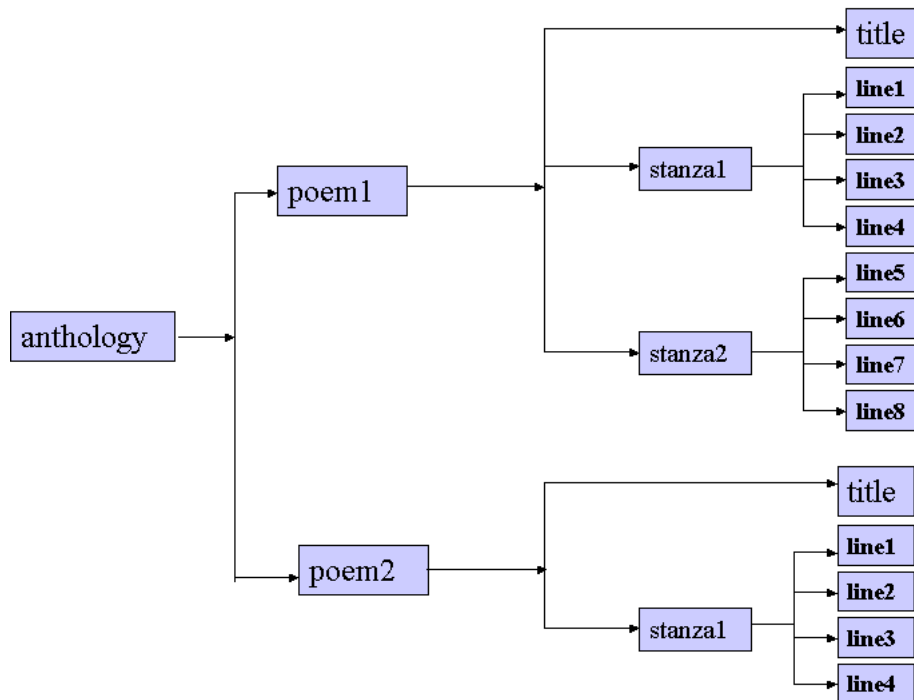 title
line1
line2
stanza1
line3
poem1
line4
line5
line6
anthology
stanza2
line7
line8
title
line1
poem2
line2
stanza1
line3
line4